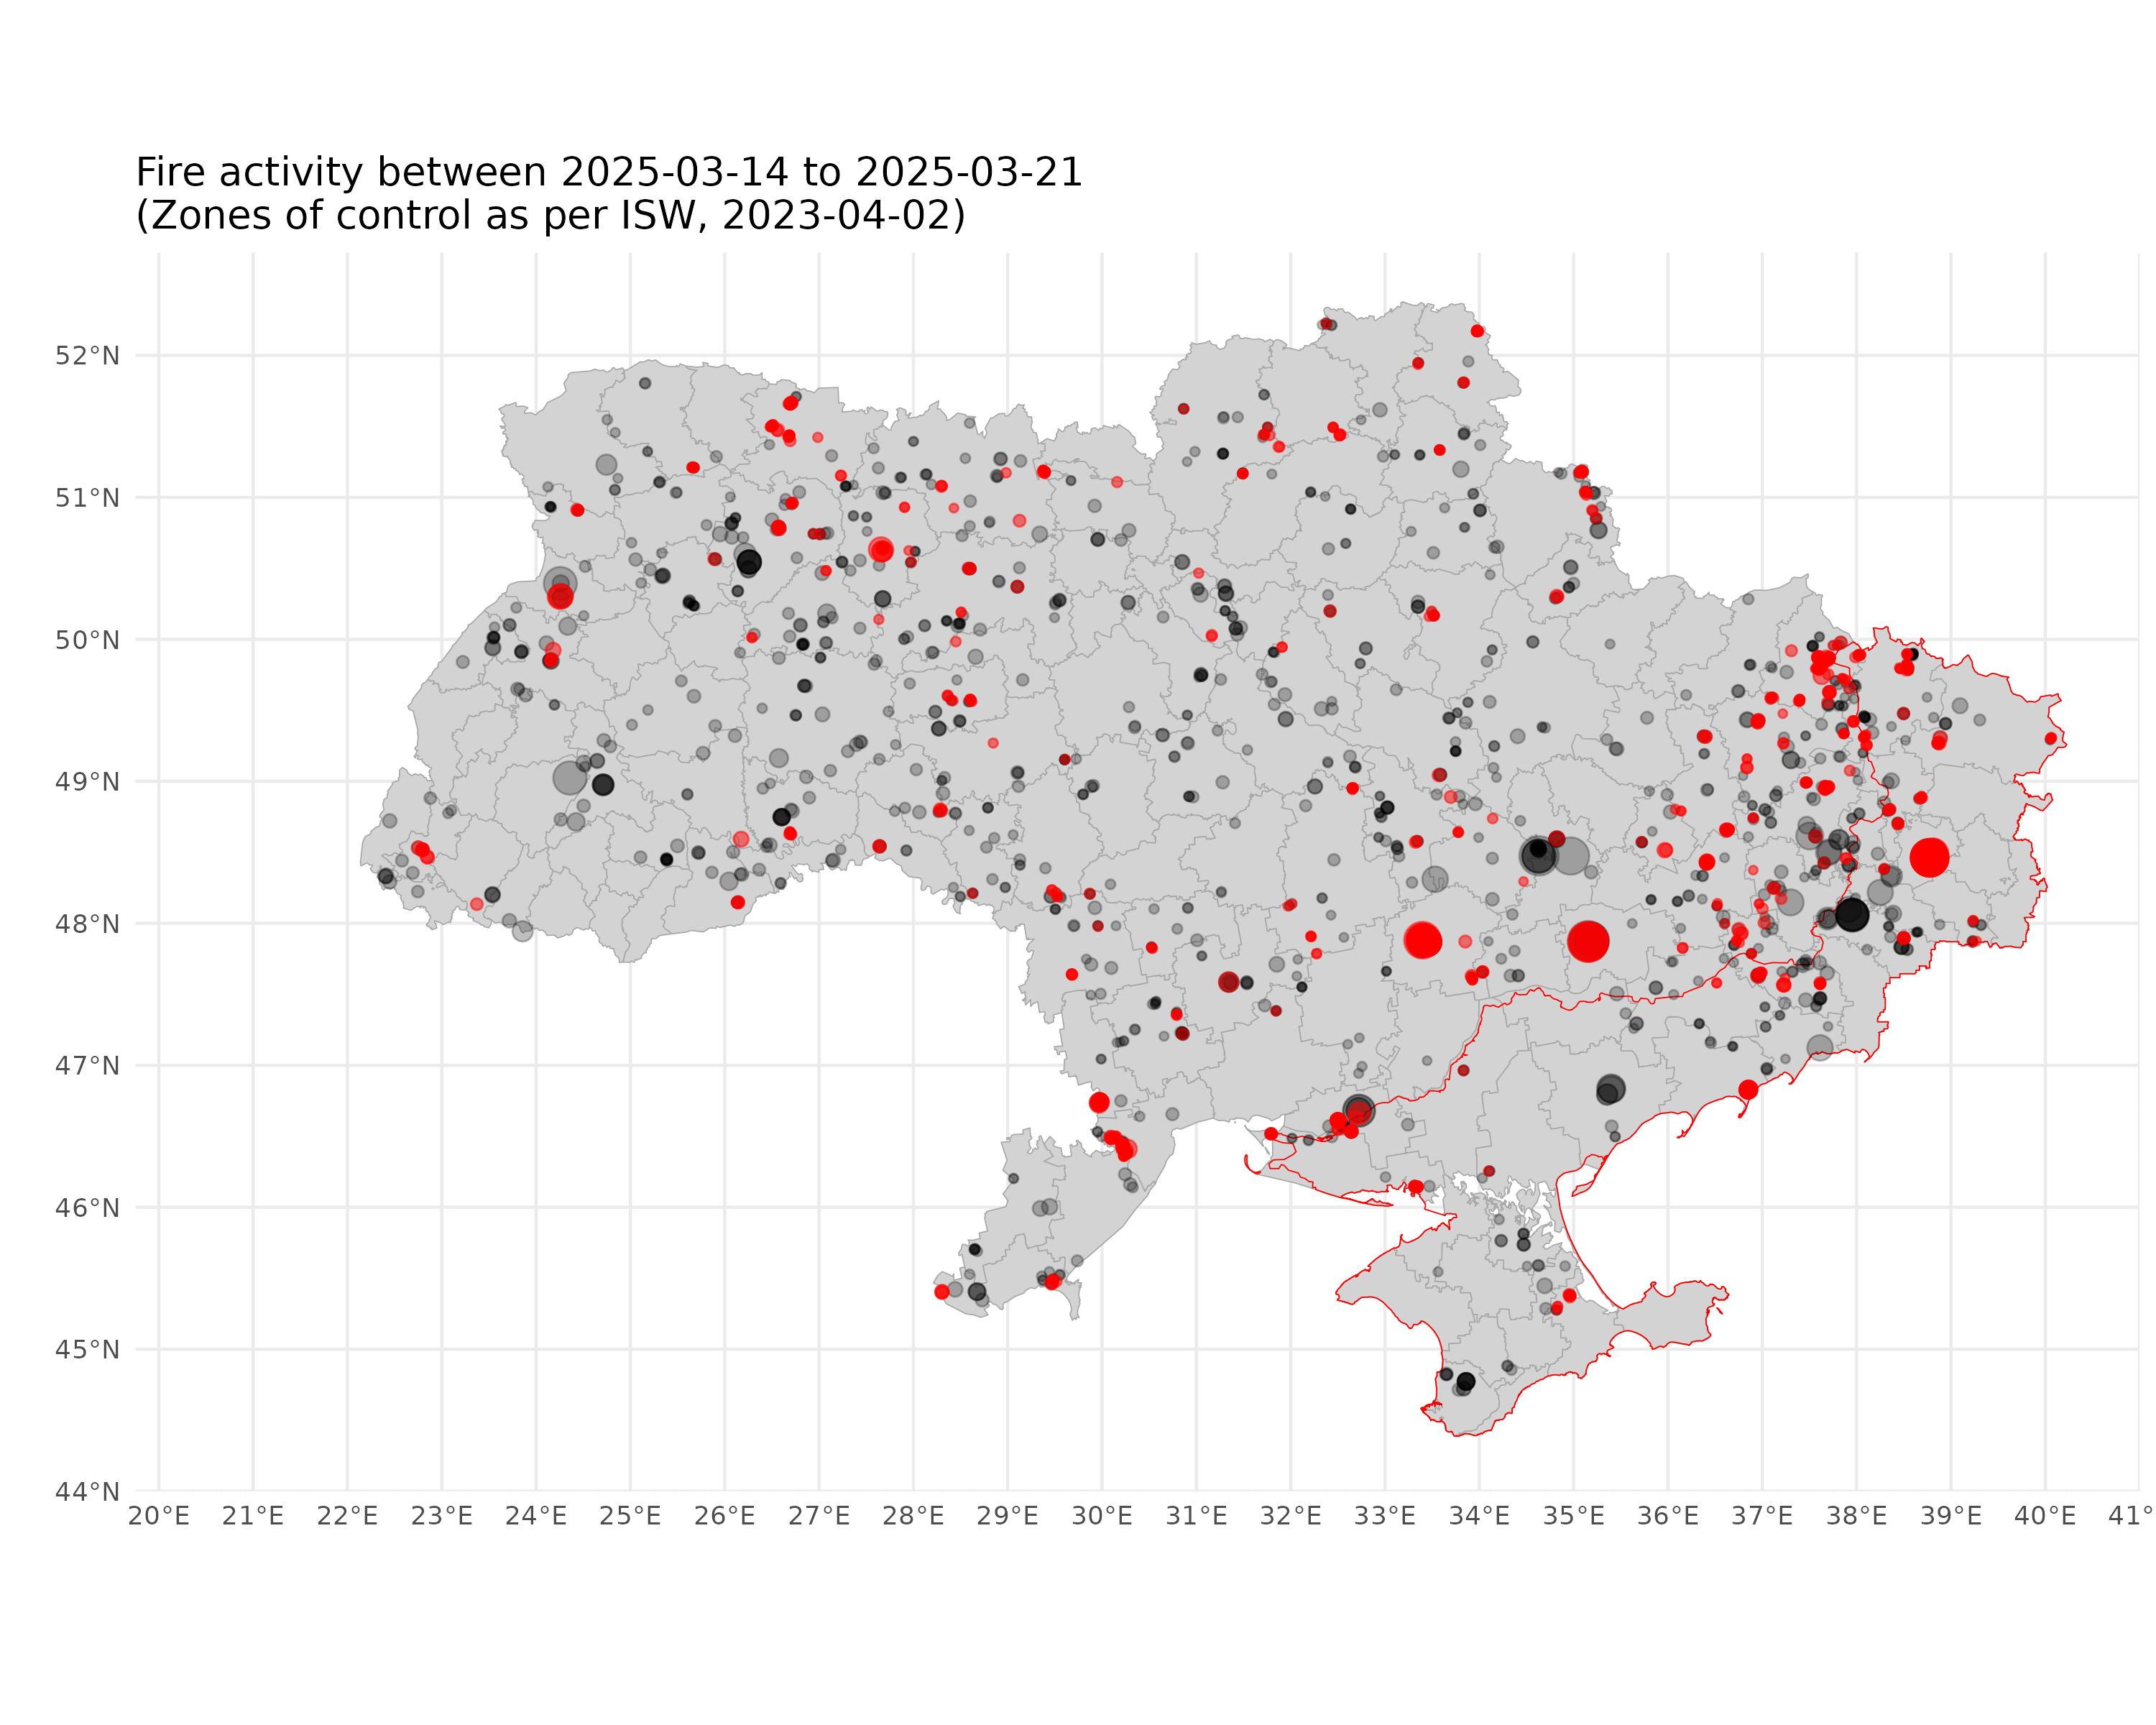 Fire activity between 2025-03-14 to 2025-03-21
(Zones of control as per ISW, 2023-04-02)
52°N
51°N
50°N
49°N
48°N
47°N
46°N
45°N
44°N
20°E 21°E 22°E 23°E 24°E 25°E 26°E 27°E 28°E 29°E 30°E 31°E 32°E 33°E 34°E 35°E 36°E 37°E 38°E 39°E 40°E 41°